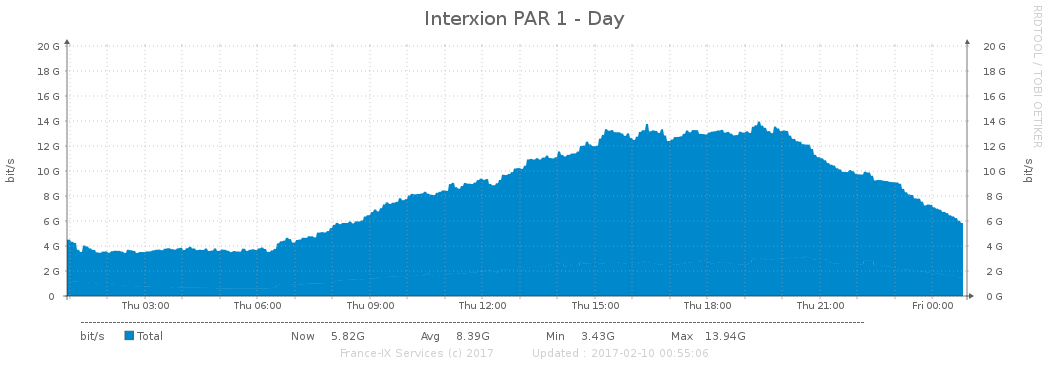 Interxion PAR 1 - Day
RRDTOOL / TOBI OETIKER
20 G 20 G
18 G 18 G
16 G 16 G
14 G 14 G
12 G 12 G
10 G 10 G
8 G 8 G
6 G 6 G
4 G 4 G
2 G 2 G
0 0 G
bit/s
bit/s
Thu 03:00 Thu 06:00 Thu 09:00 Thu 12:00 Thu 15:00 Thu 18:00 Thu 21:00 Fri 00:00
bit/s Total Now 5.82G Avg 8.39G Min 3.43G Max 13.94G
France-IX Services (c) 2017 Updated : 2017-02-10 00:55:06